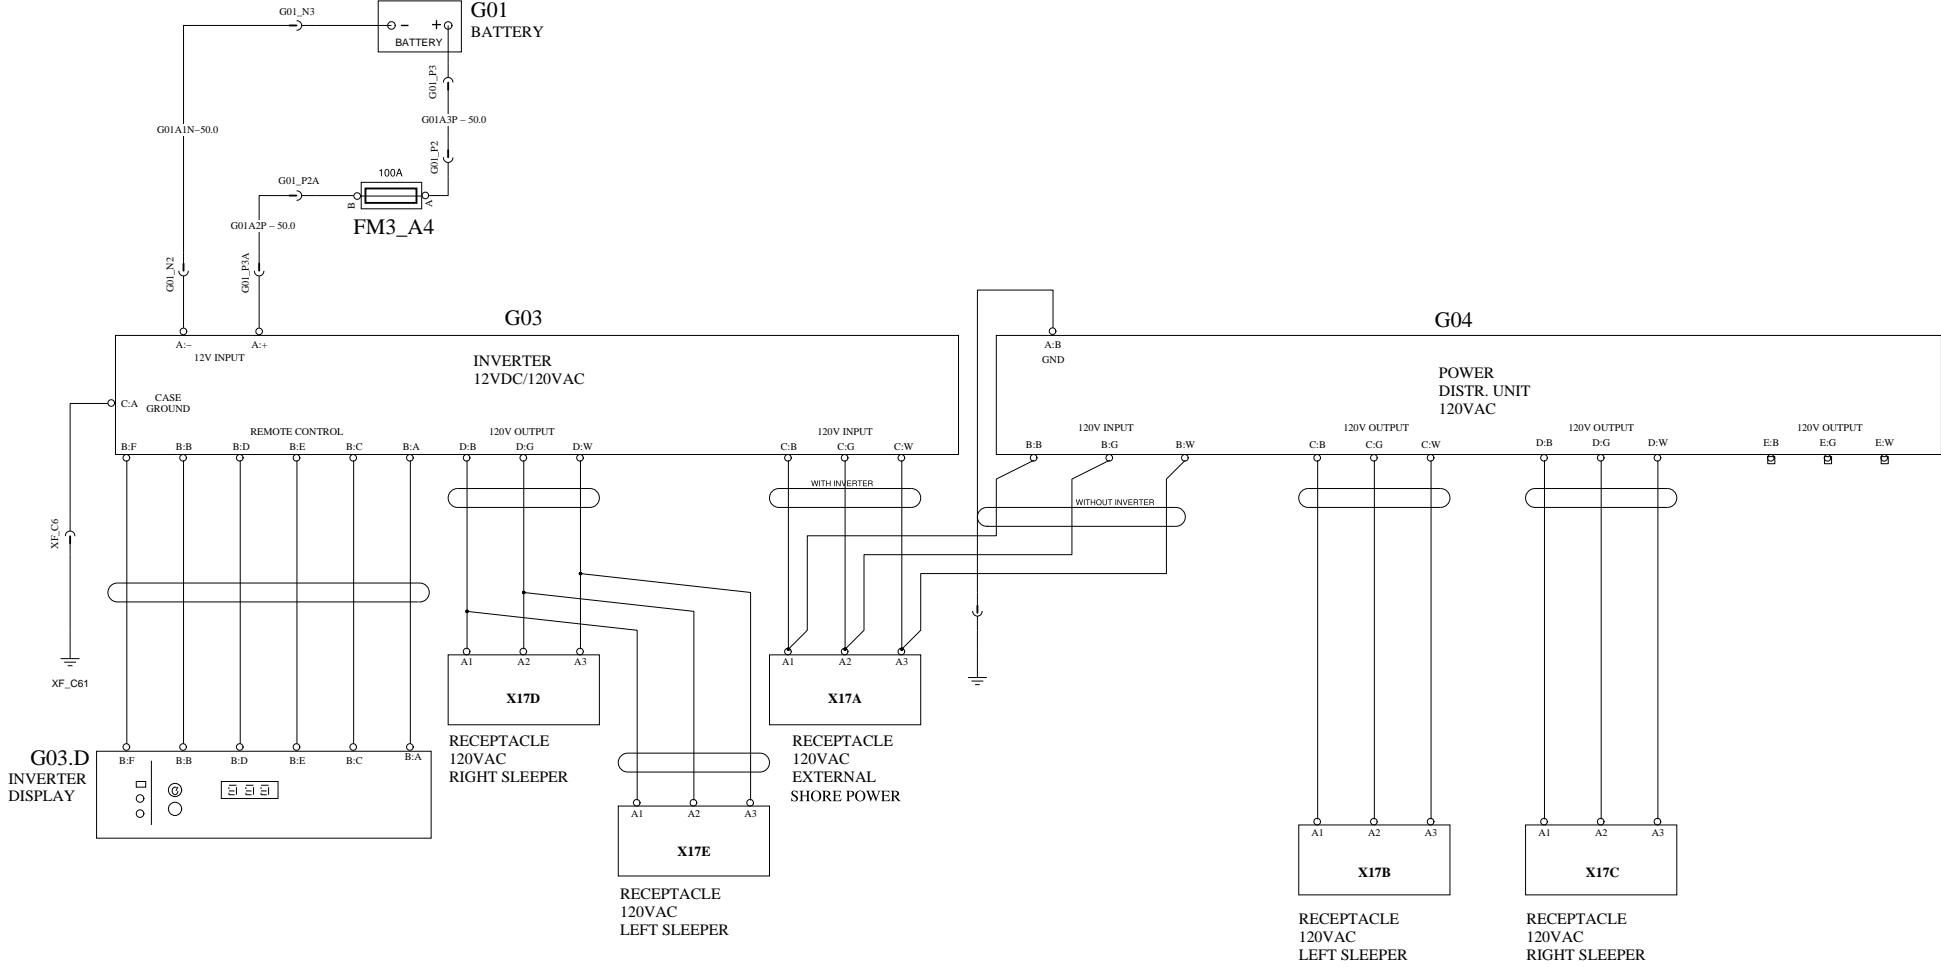 G01_N3
G01
BATTERY
– +
BATTERY
G01_P3
G01A1N–50.0
G01A3P – 50.0
G01_P2
G01_P2A
100A
B
A
FM3_A4
G01A2P – 50.0
G01_N2
G01_P3A
G03
G04
A:–
A:+
12V INPUT
INVERTER
12VDC/120VAC
A:B
GND
POWER
DISTR. UNIT
120VAC
C:A
CASE
GROUND
REMOTE CONTROL
120V OUTPUT
120V INPUT
120V INPUT
120V OUTPUT
120V OUTPUT
120V OUTPUT
B:F
B:B
B:D
B:E
B:C
B:A
D:B
D:G
D:W
C:B
C:G
C:W
B:B
B:G
B:W
C:B
C:G
C:W
D:B
D:G
D:W
E:B
E:G
E:W
WITH INVERTER
WITHOUT INVERTER
XF_C6
XF_C61
A1
A2
A3
X17D
RECEPTACLE
120VAC
RIGHT SLEEPER
A1
A2
A3
X17A
RECEPTACLE
120VAC
EXTERNAL
SHORE POWER
G03.D
INVERTER
DISPLAY
B:F
B:B
B:D
B:E
B:C
B:A
A1
A2
A3
X17E
RECEPTACLE
120VAC
LEFT SLEEPER
A1
A2
A3
X17B
RECEPTACLE
120VAC
LEFT SLEEPER
A1
A2
A3
X17C
RECEPTACLE
120VAC
RIGHT SLEEPER